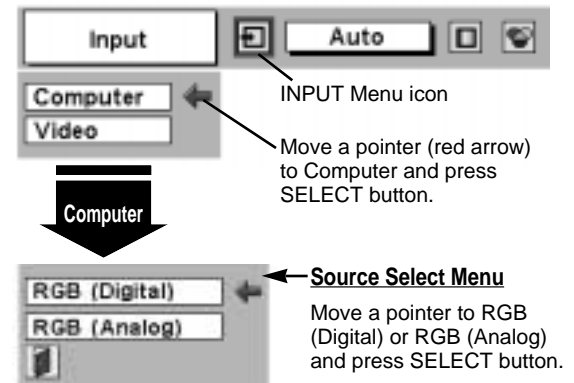 Input
Auto
INPUT Menu icon
Computer
Video
Move a pointer (red arrow)
to Computer and press
SELECT button.
Computer
Source Select Menu
RGB (Digital)
RGB (Analog)
Move a pointer to RGB
(Digital) or RGB (Analog)
and press SELECT button.